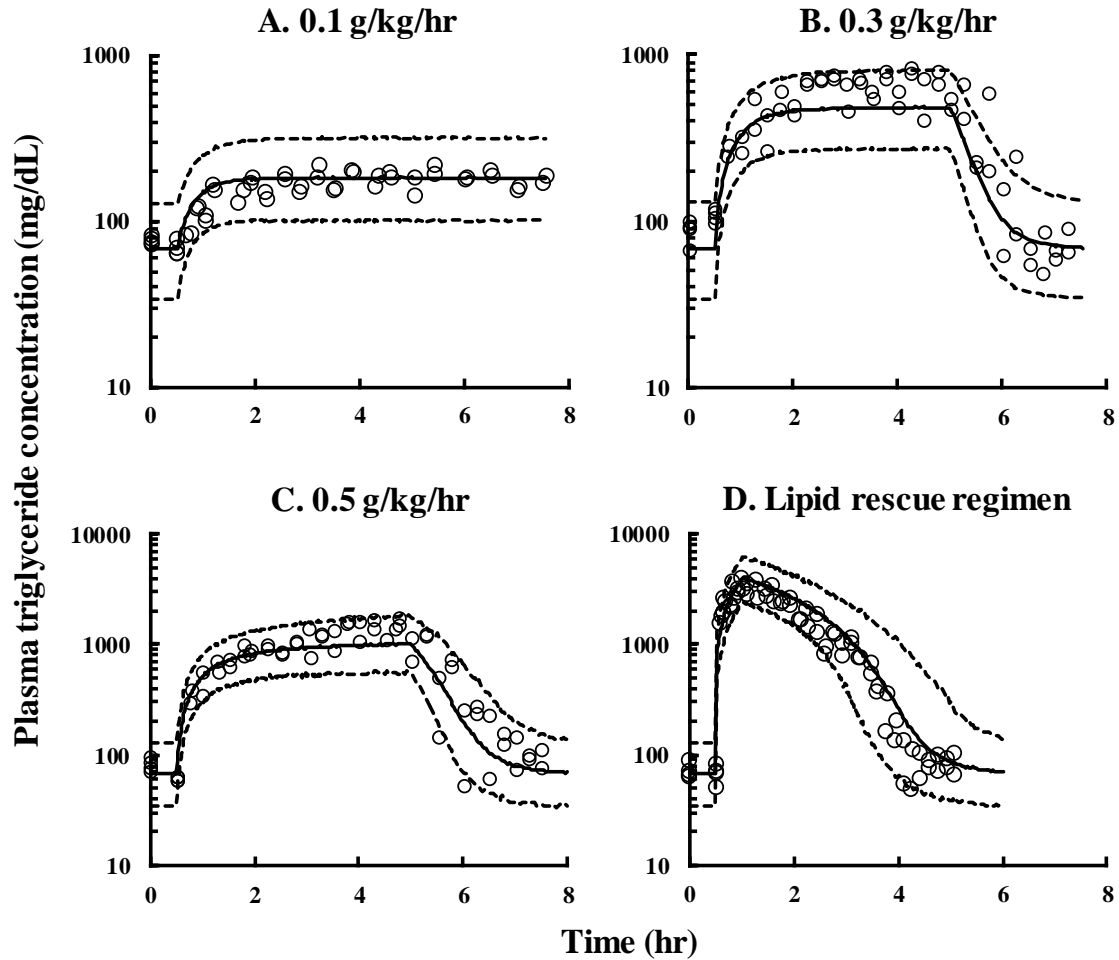 A. 0.1 g/kg/hr
B. 0.3 g/kg/hr
1000
100
10
0 2 4 6 8
1000
100
10
0 2 4 6 8
Plasma triglyceride concentration (mg/dL)
C. 0.5 g/kg/hr
D. Lipid rescue regimen
10000
1000
100
10
0 2 4 6 8
10000
1000
100
10
0 2 4 6 8
Time (hr)